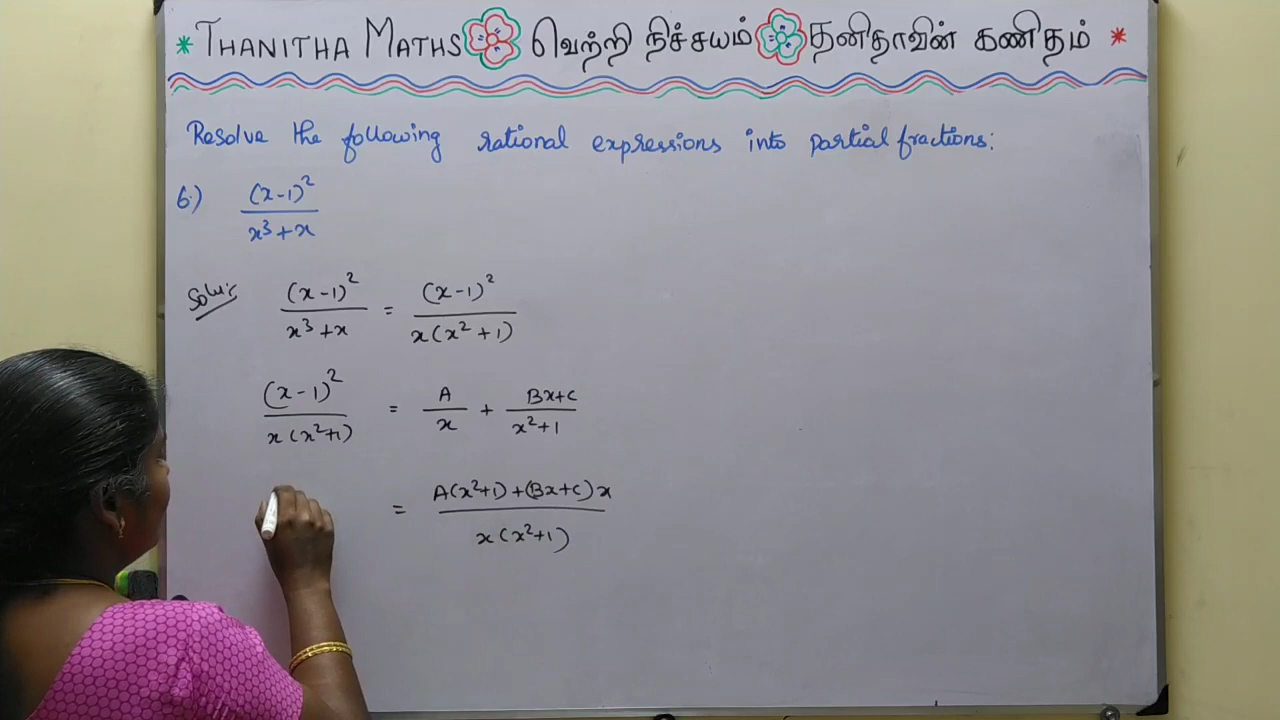 * THANITHA MATHS வெற்றி நிச்சயம் தனிதாவின் கணிதம் *
Resolve the following rational expressions into partial fractions:
6.) (x-1)² / x³+x
Soln: (x-1)² / x³+x = (x-1)² / x(x²+1)
(x-1)² / x(x²+1) = A/x + Bx+C / x²+1
= A(x²+1)+(Bx+C)x / x(x²+1)